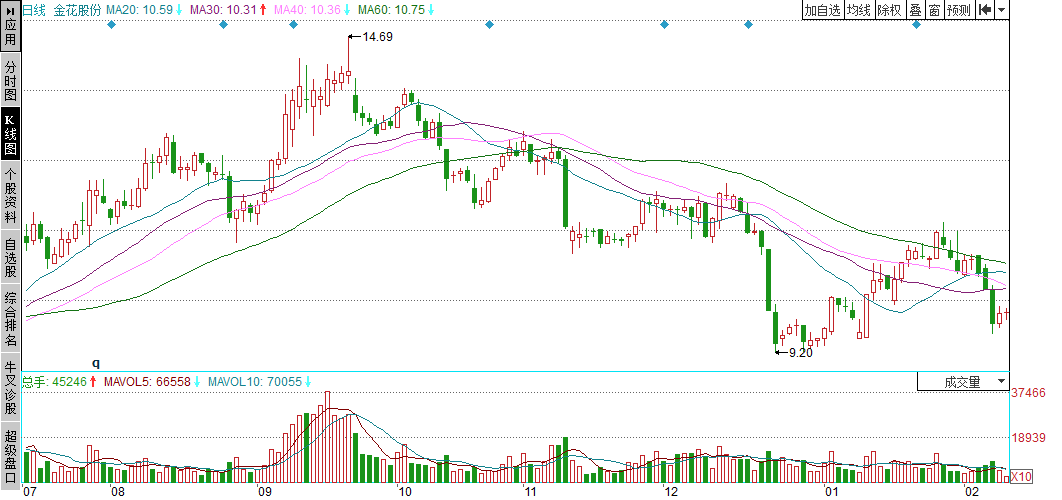 日线 金花股份 MA20: 10.59↓ MA30: 10.31↑ MA40: 10.36↓ MA60: 10.75↓
加自选 均线 除权 叠 窗 预测
应用
分时图
K线图
个股资料
自选股
综合排名
牛叉诊股
超级盘口
14.69
9.20
q
总手: 45246↑ MAVOL5: 66558↓ MAVOL10: 70055↓
成交量
37466
18939
X10
07 08 09 10 11 12 01 02